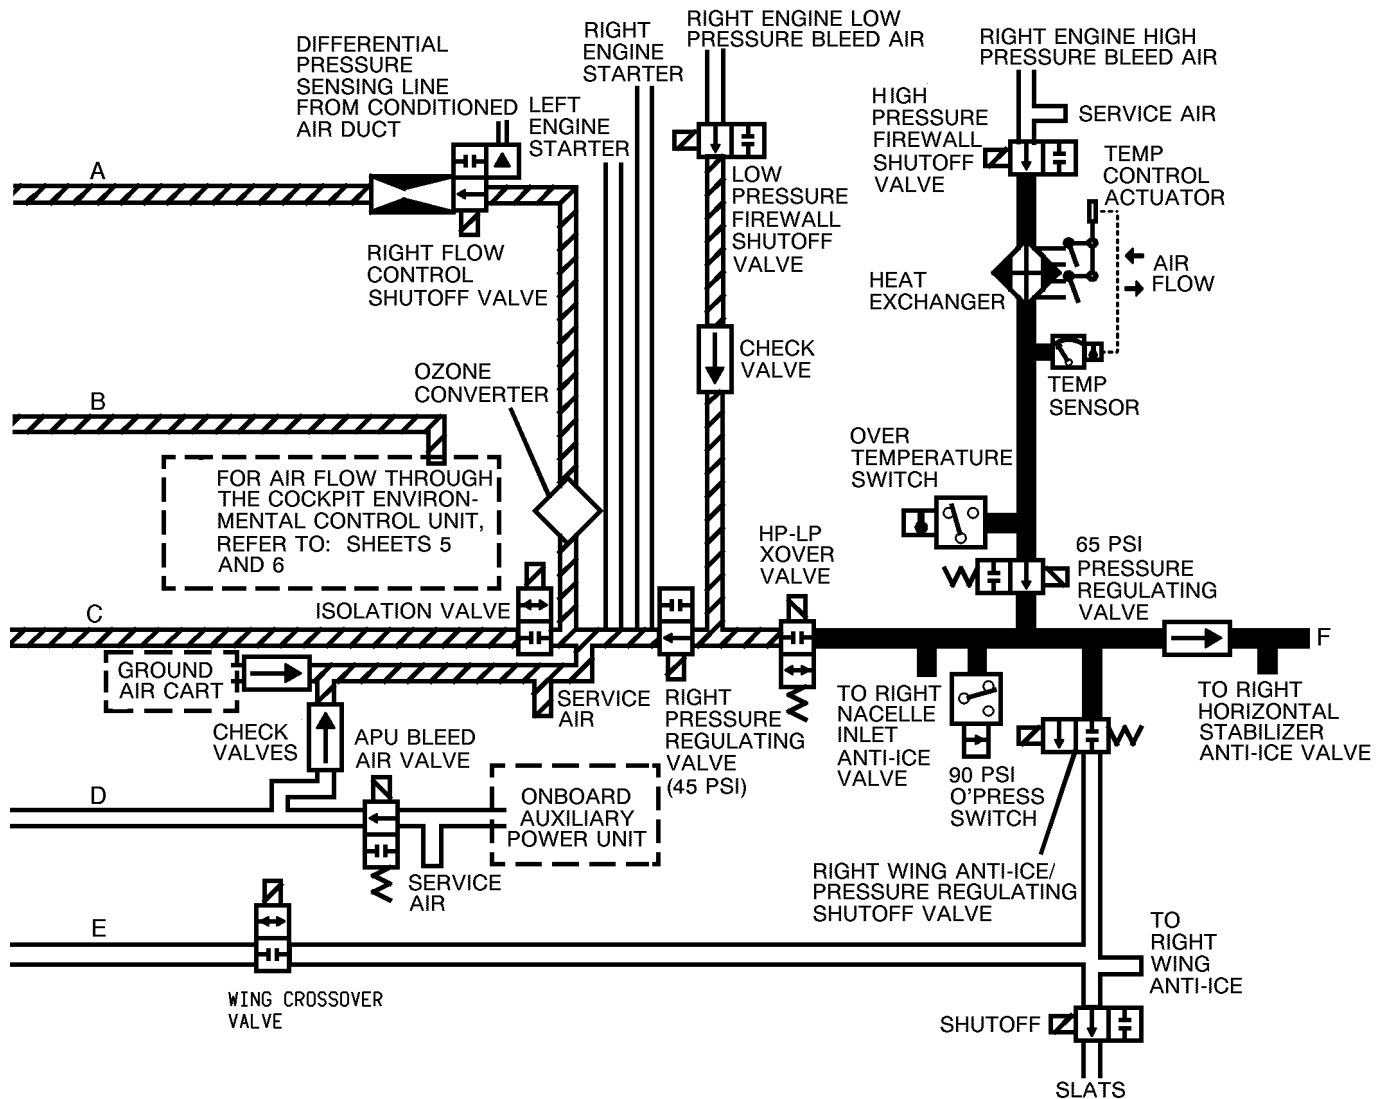 DIFFERENTIAL
PRESSURE
SENSING LINE
FROM CONDITIONED
AIR DUCT
RIGHT
ENGINE
STARTER
LEFT
ENGINE
STARTER
RIGHT ENGINE LOW
PRESSURE BLEED AIR
RIGHT ENGINE HIGH
PRESSURE BLEED AIR
HIGH
PRESSURE
FIREWALL
SHUTOFF
VALVE
SERVICE AIR
TEMP
CONTROL
ACTUATOR
A
LOW
PRESSURE
FIREWALL
SHUTOFF
VALVE
RIGHT FLOW
CONTROL
SHUTOFF VALVE
HEAT
EXCHANGER
AIR
FLOW
CHECK
VALVE
OZONE
CONVERTER
TEMP
SENSOR
B
OVER
TEMPERATURE
SWITCH
FOR AIR FLOW THROUGH
THE COCKPIT ENVIRON-
MENTAL CONTROL UNIT,
REFER TO: SHEETS 5
AND 6
HP-LP
XOVER
VALVE
65 PSI
PRESSURE
REGULATING
VALVE
C
ISOLATION VALVE
F
GROUND
AIR CART
SERVICE
AIR
RIGHT
PRESSURE
REGULATING
VALVE
(45 PSI)
TO RIGHT
NACELLE
INLET
ANTI-ICE
VALVE
TO RIGHT
HORIZONTAL
STABILIZER
ANTI-ICE VALVE
CHECK
VALVES
APU BLEED
AIR VALVE
90 PSI
O'PRESS
SWITCH
D
ONBOARD
AUXILIARY
POWER UNIT
SERVICE
AIR
RIGHT WING ANTI-ICE/
PRESSURE REGULATING
SHUTOFF VALVE
E
TO
RIGHT
WING
ANTI-ICE
WING CROSSOVER
VALVE
SHUTOFF
SLATS